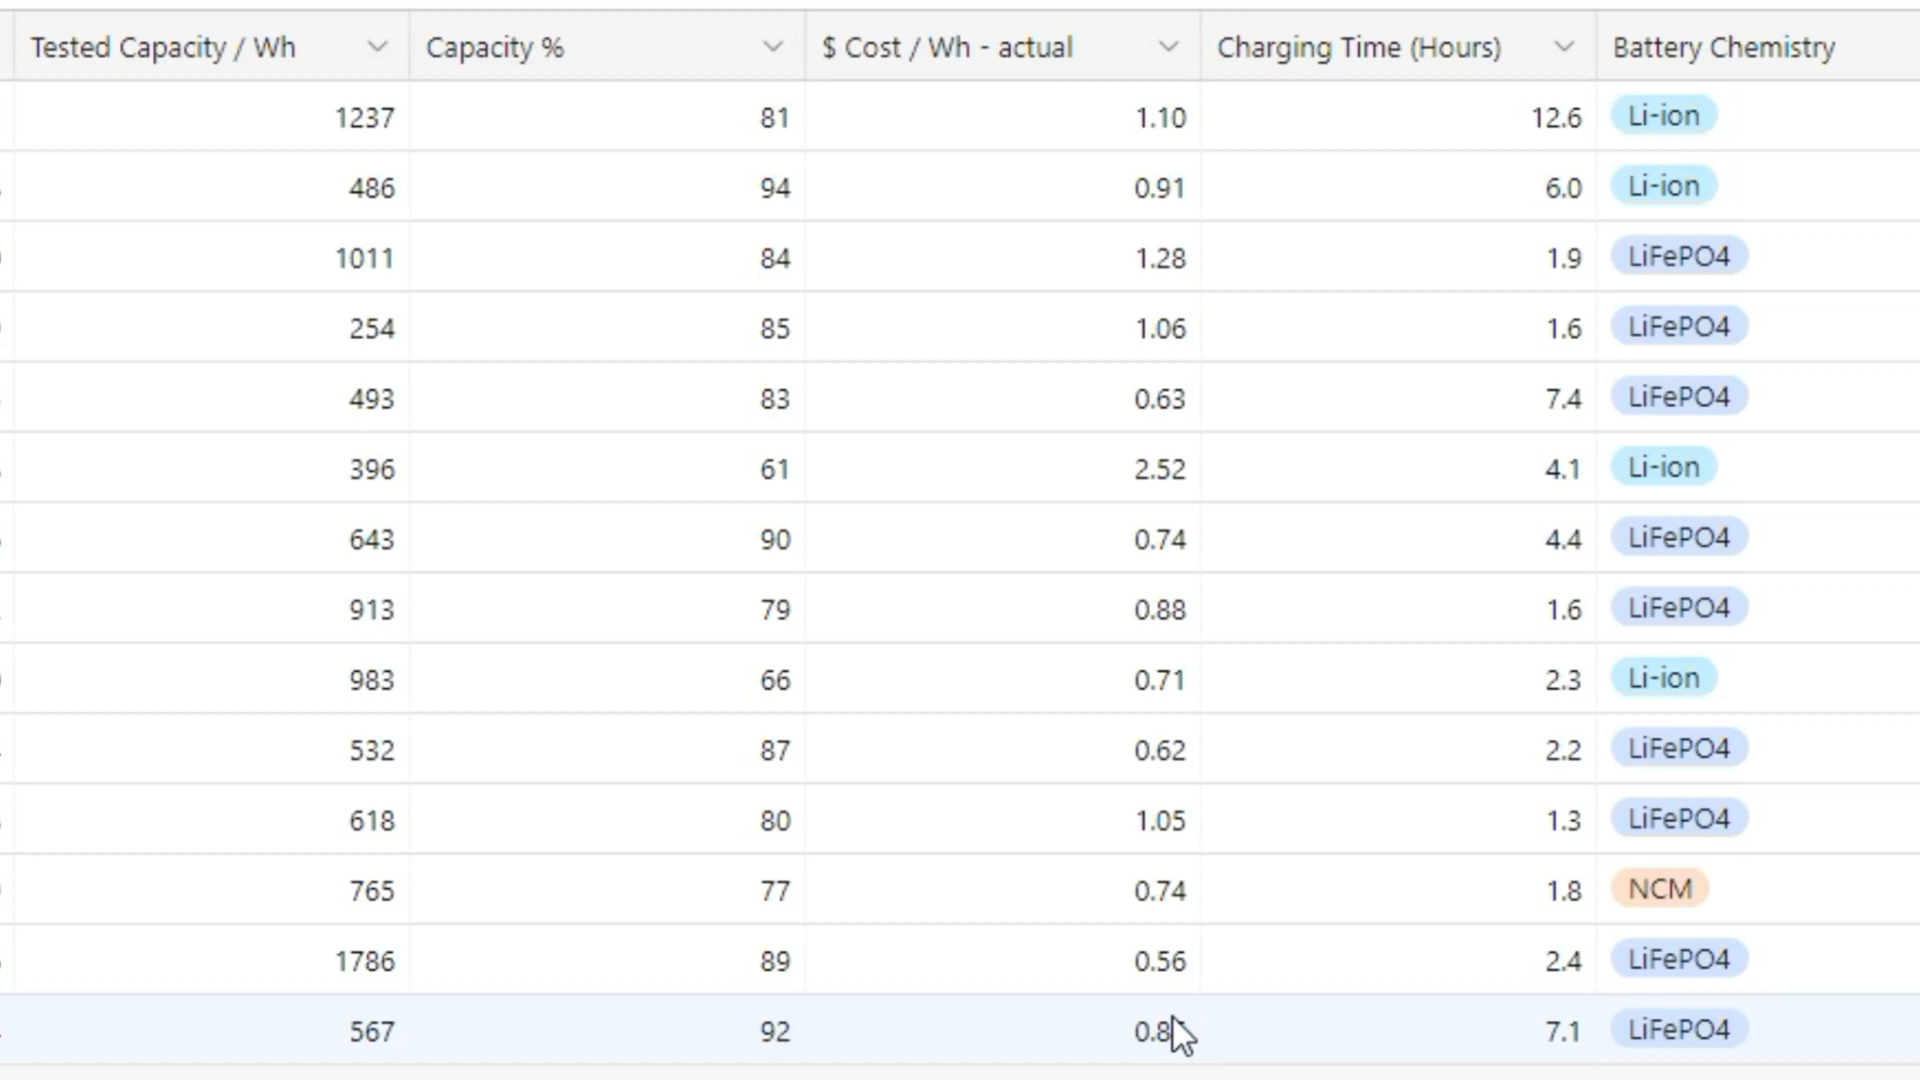 Tested Capacity / Wh Capacity % $ Cost / Wh - actual Charging Time (Hours) Battery Chemistry
1237 81 1.10 12.6 Li-ion
486 94 0.91 6.0 Li-ion
1011 84 1.28 1.9 LiFePO4
254 85 1.06 1.6 LiFePO4
493 83 0.63 7.4 LiFePO4
396 61 2.52 4.1 Li-ion
643 90 0.74 4.4 LiFePO4
913 79 0.88 1.6 LiFePO4
983 66 0.71 2.3 Li-ion
532 87 0.62 2.2 LiFePO4
618 80 1.05 1.3 LiFePO4
765 77 0.74 1.8 NCM
1786 89 0.56 2.4 LiFePO4
567 92 7.1 LiFePO4